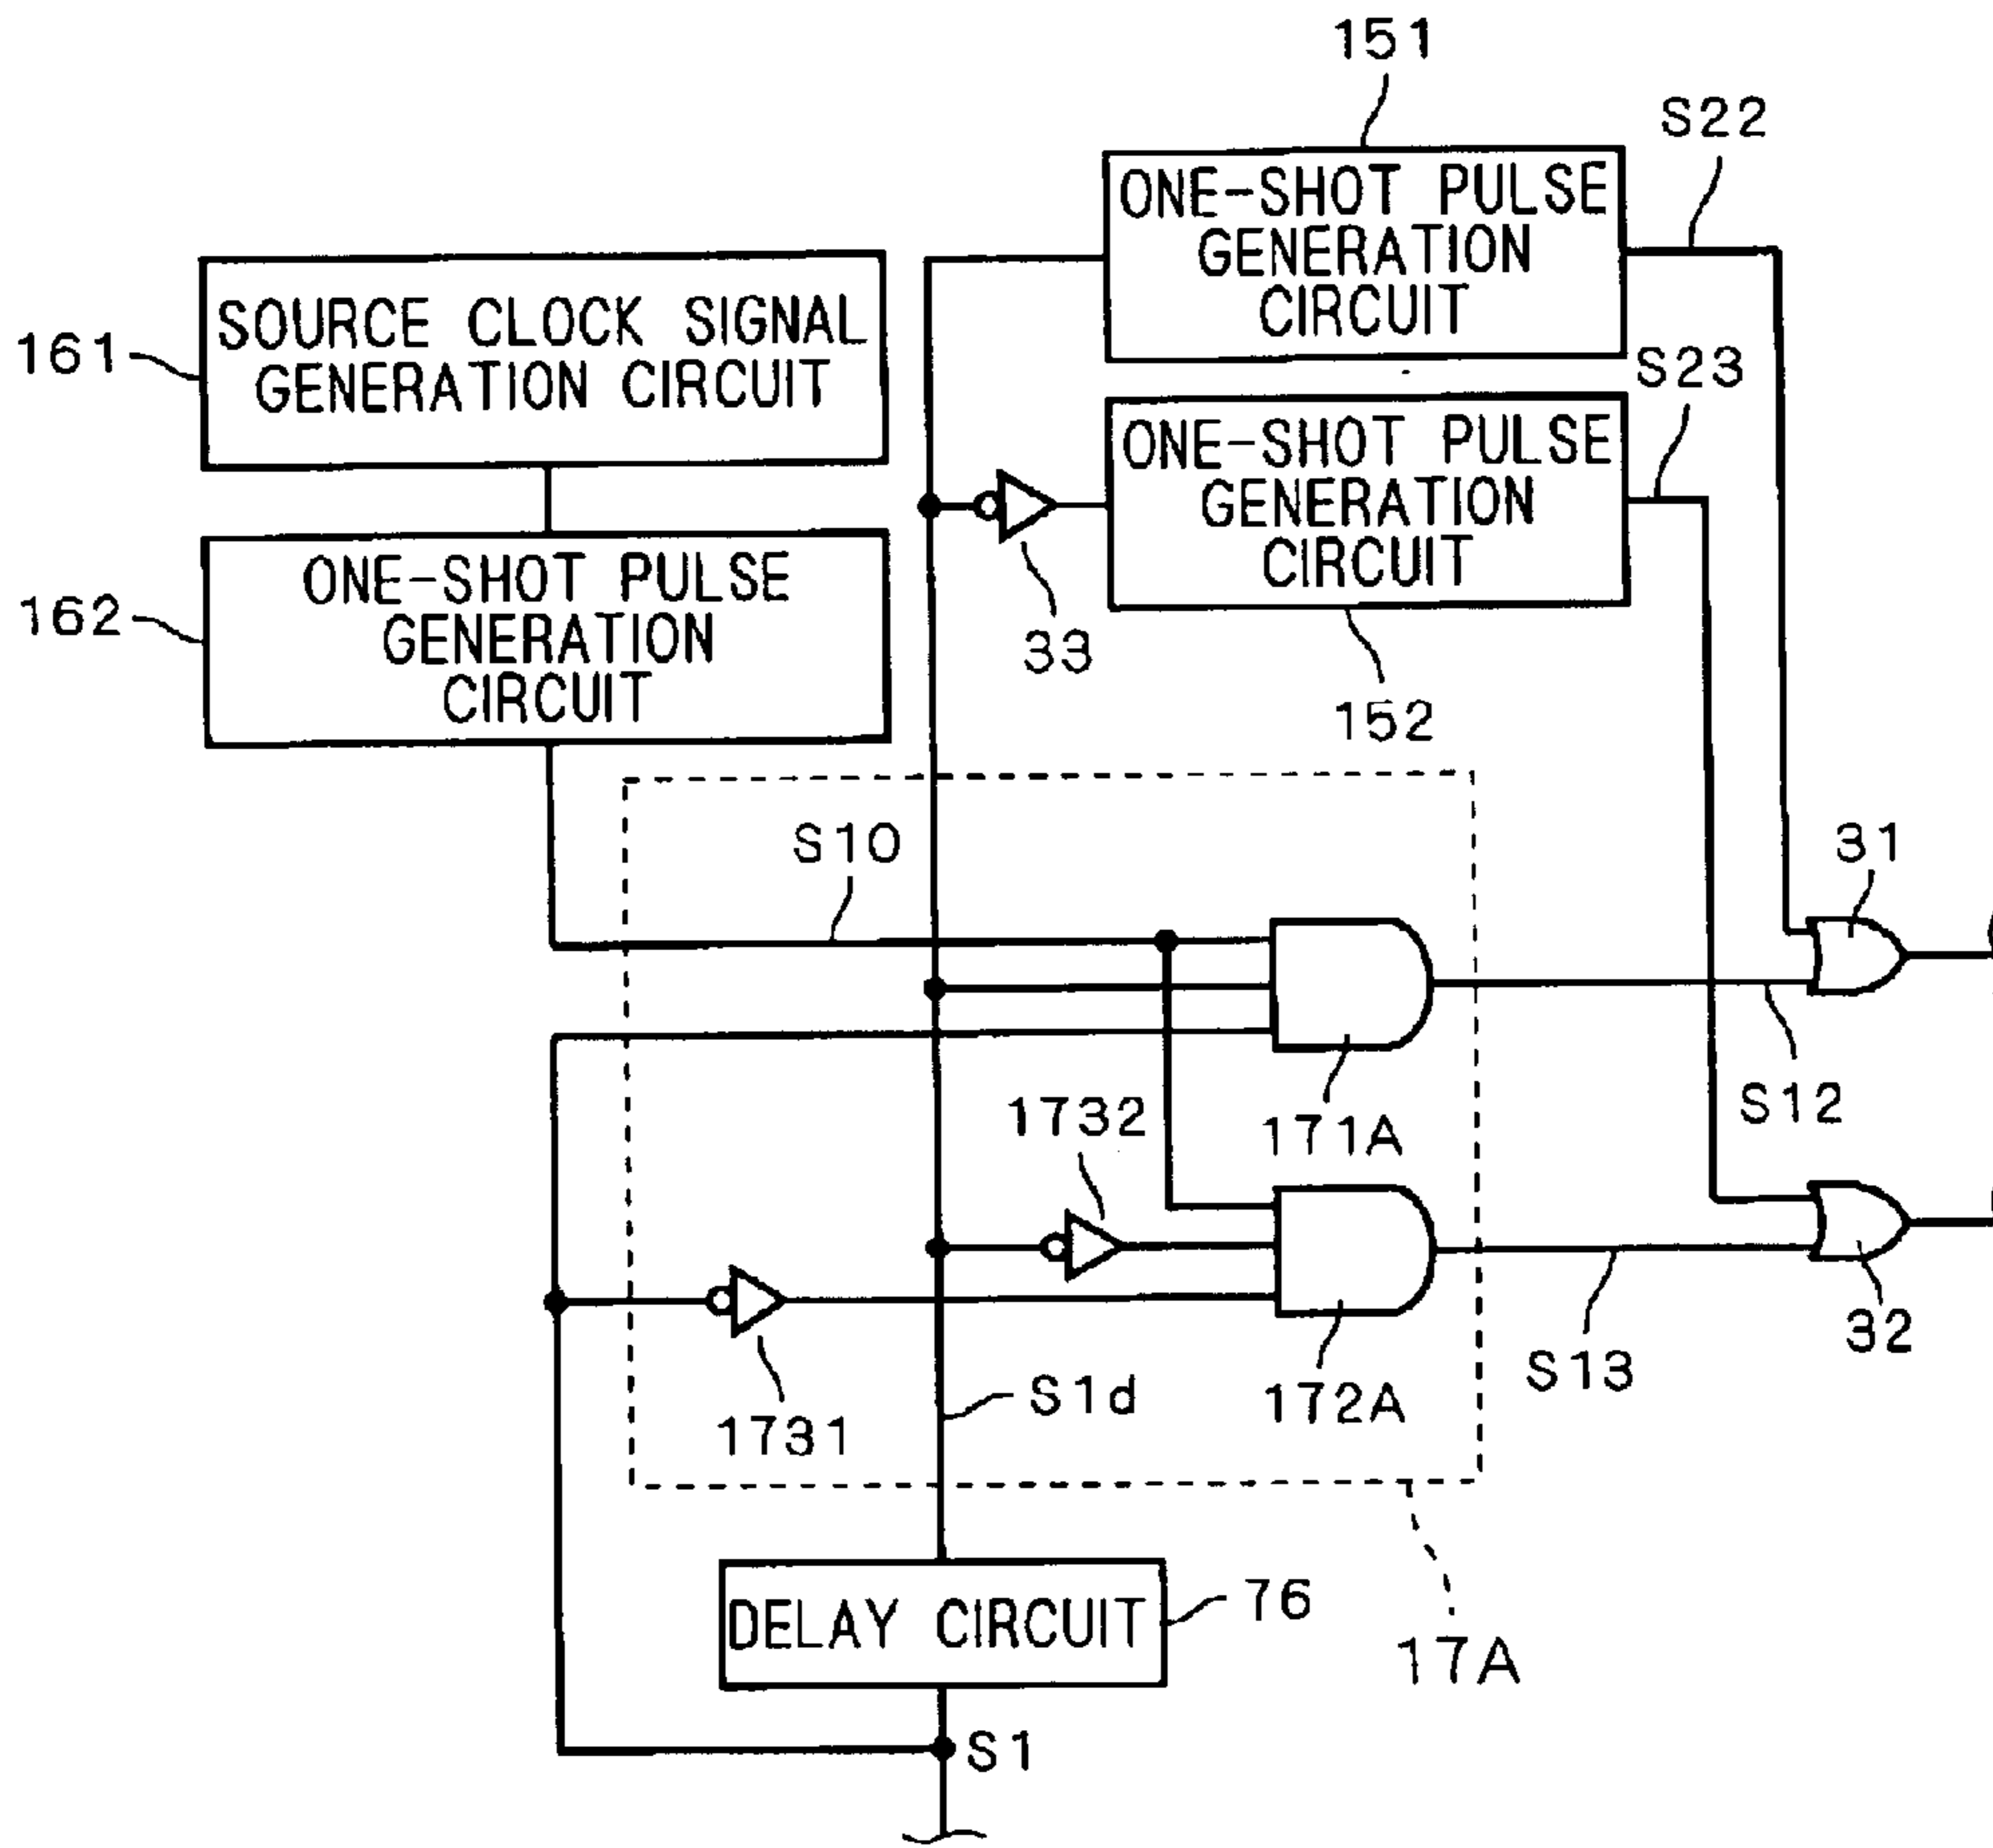 151
S22
ONE-SHOT PULSE
GENERATION
CIRCUIT
SOURCE CLOCK SIGNAL
GENERATION CIRCUIT
161
S23
ONE-SHOT PULSE
GENERATION
CIRCUIT
33
152
ONE-SHOT PULSE
GENERATION
CIRCUIT
162
S10
31
171A
S12
1732
32
S13
172A
1731
S1d
DELAY CIRCUIT
76
17A
S1